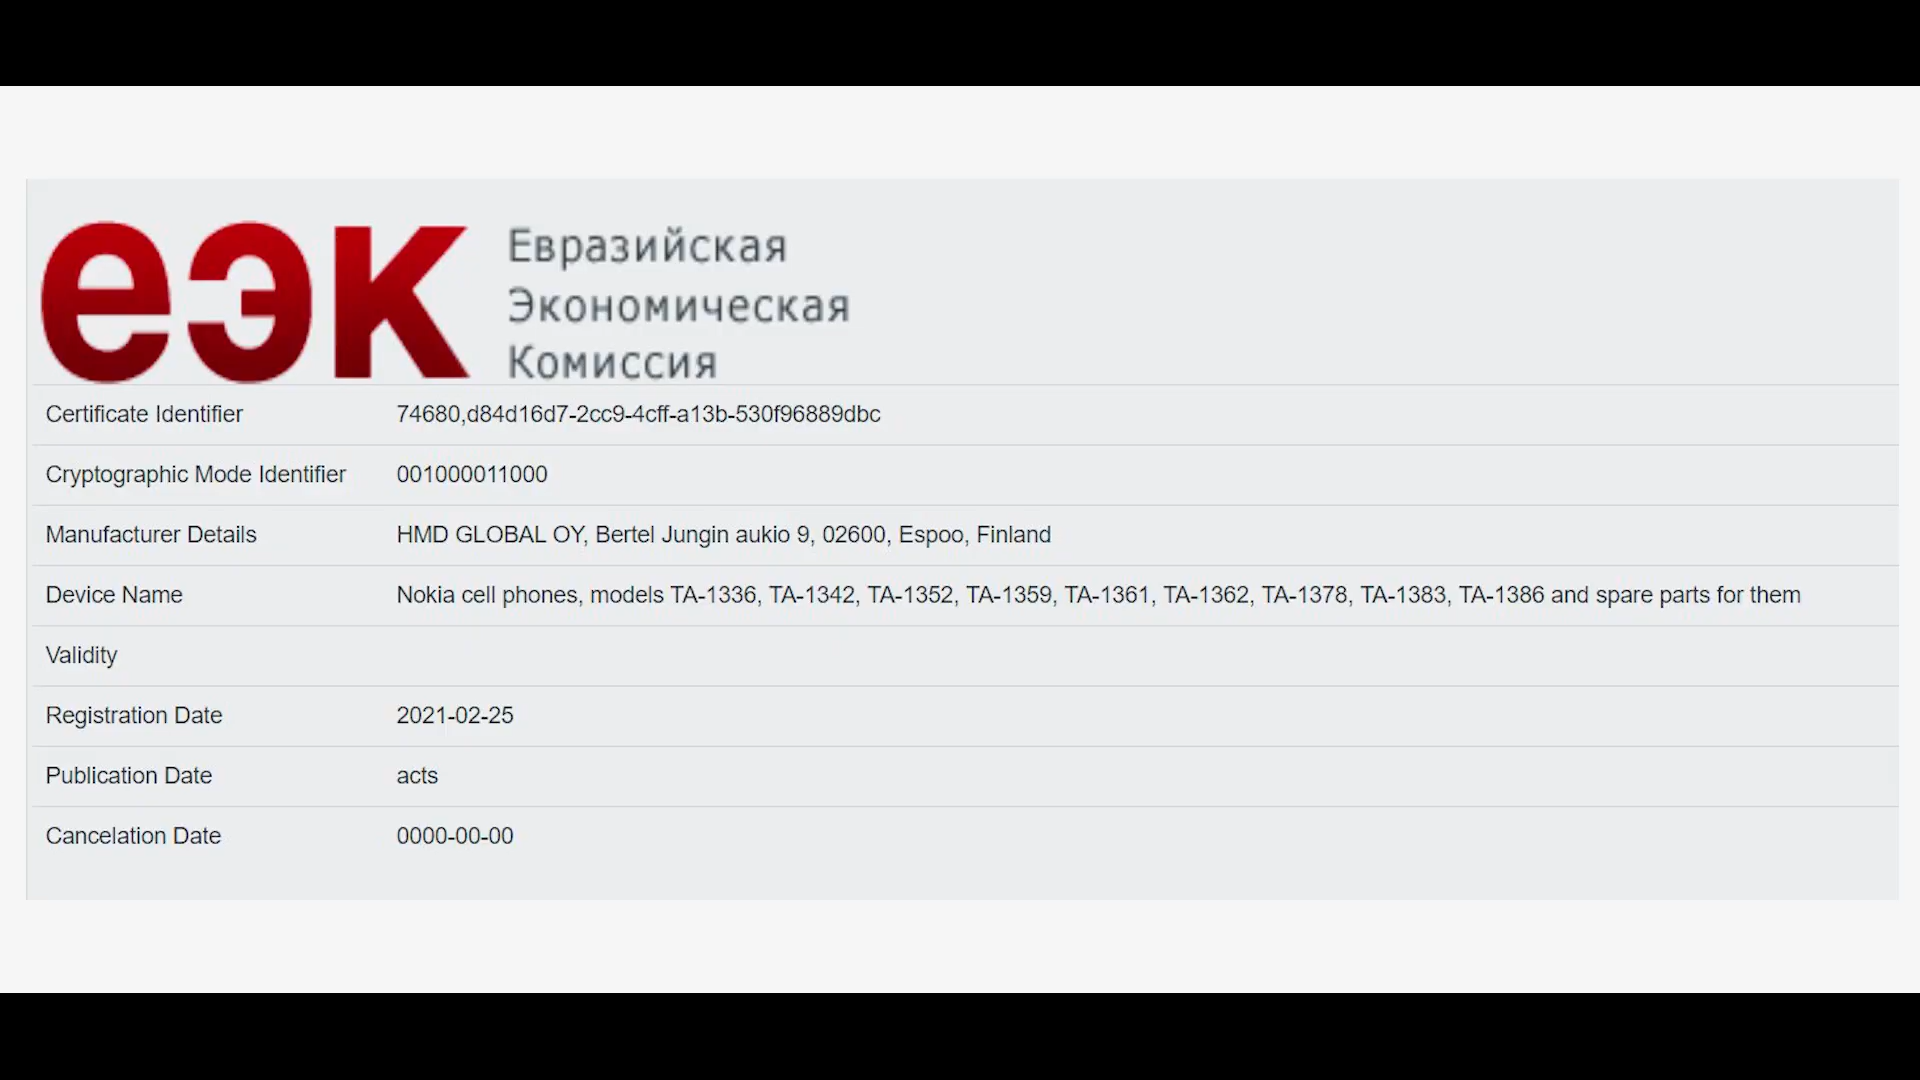 еэк
Евразийская
Экономическая
Комиссия
Certificate Identifier 74680,d84d16d7-2cc9-4cff-a13b-530f96889dbc
Cryptographic Mode Identifier 001000011000
Manufacturer Details HMD GLOBAL OY, Bertel Jungin aukio 9, 02600, Espoo, Finland
Device Name Nokia cell phones, models TA-1336, TA-1342, TA-1352, TA-1359, TA-1361, TA-1362, TA-1378, TA-1383, TA-1386 and spare parts for them
Validity
Registration Date 2021-02-25
Publication Date acts
Cancelation Date 0000-00-00